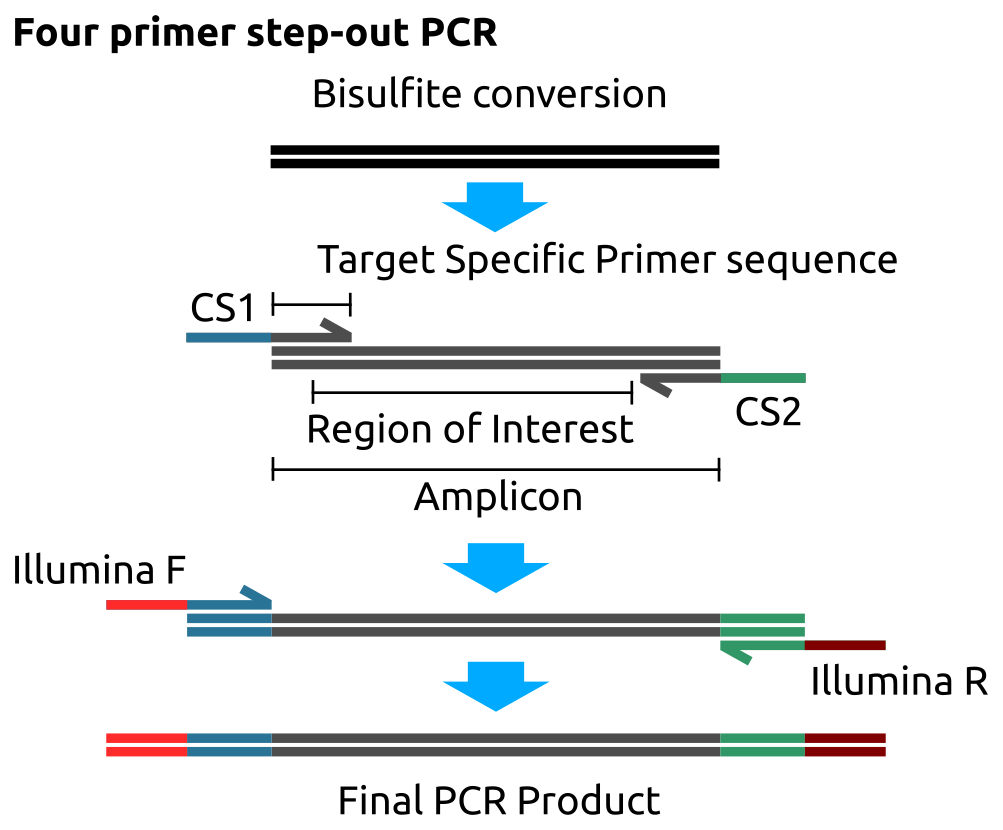 Four primer step-out PCR
Bisulfite conversion
Target Specific Primer sequence
CS1
CS2
Region of Interest
Amplicon
Illumina F
Illumina R
Final PCR Product